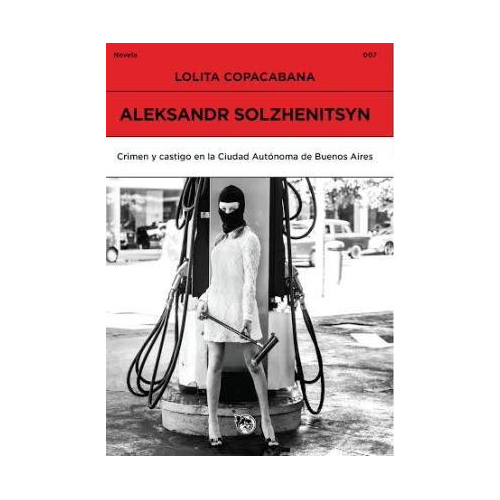 Novela 007
LOLITA COPACABANA
ALEKSANDR SOLZHENITSYN
Crimen y castigo en la Ciudad Autónoma de Buenos Aires